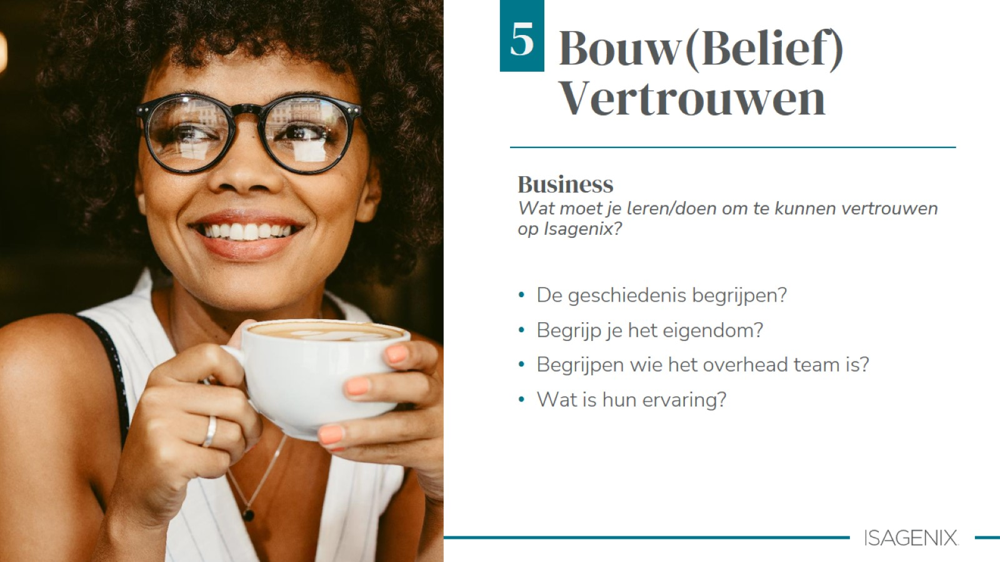 5
Bouw(Belief)
Vertrouwen
Business
Wat moet je leren/doen om te kunnen vertrouwen
op Isagenix?
• De geschiedenis begrijpen?
• Begrijp je het eigendom?
• Begrijpen wie het overhead team is?
• Wat is hun ervaring?
ISAGENIX